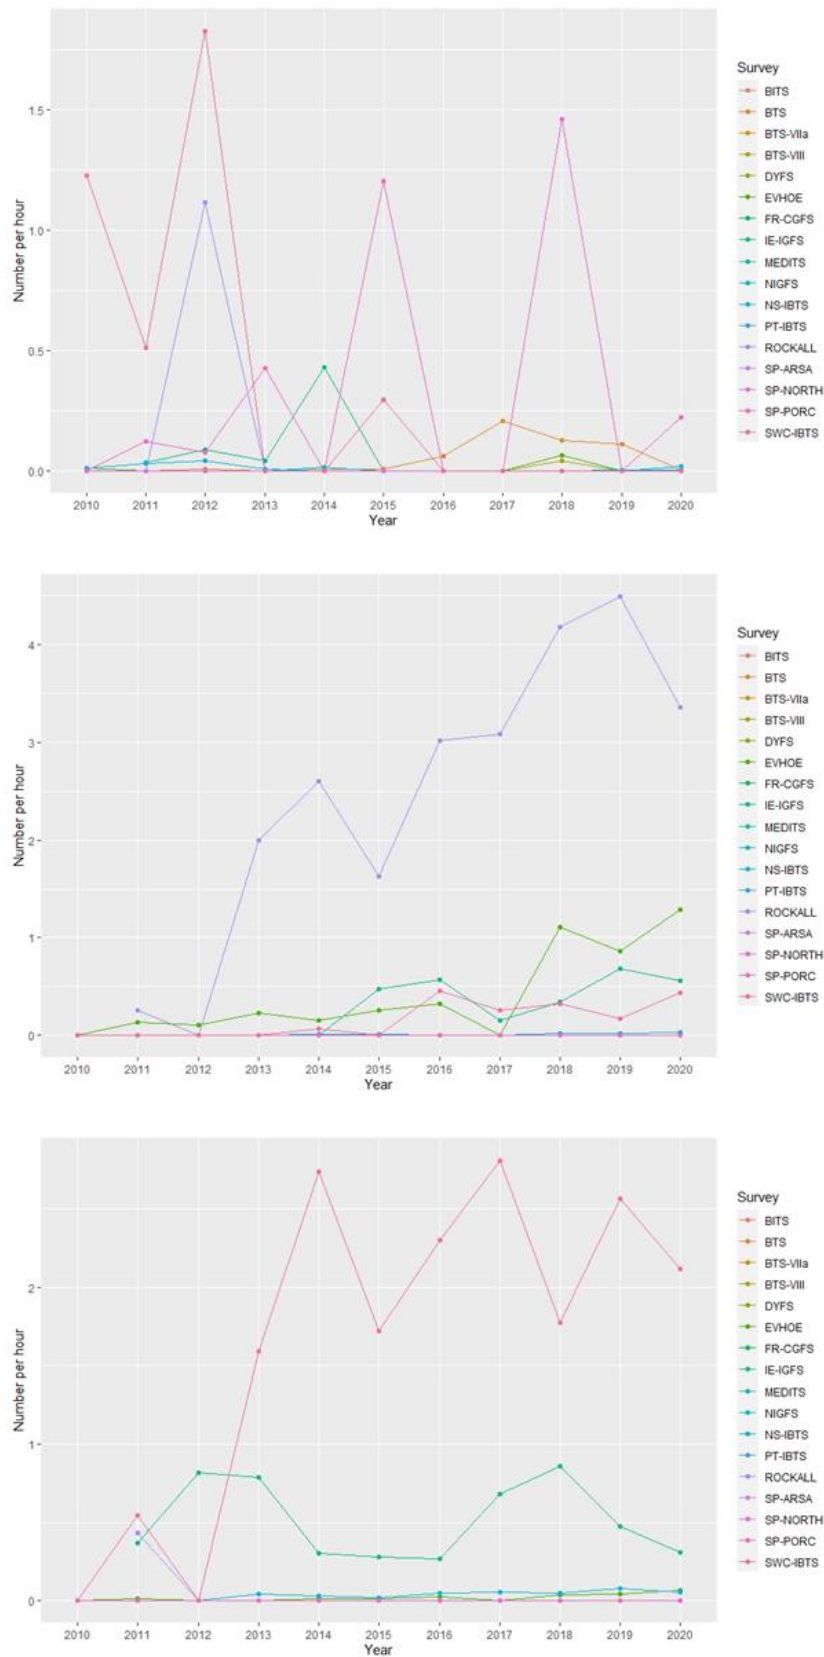 Survey
BITS
BTS
BTS-VIIa
BTS-VIII
DYFS
EVHOE
FR-CGFS
IE-IGFS
MEDITS
NIGFS
NS-IBTS
PT-IBTS
ROCKALL
SP-ARSA
SP-NORTH
SP-PORC
SWC-IBTS
Number per hour
1.5
1.0
0.5
0.0
2010 2011 2012 2013 2014 2015 2016 2017 2018 2019 2020
Year
Survey
BITS
BTS
BTS-VIIa
BTS-VIII
DYFS
EVHOE
FR-CGFS
IE-IGFS
MEDITS
NIGFS
NS-IBTS
PT-IBTS
ROCKALL
SP-ARSA
SP-NORTH
SP-PORC
SWC-IBTS
Number per hour
4
3
2
1
0
2010 2011 2012 2013 2014 2015 2016 2017 2018 2019 2020
Year
Survey
BITS
BTS
BTS-VIIa
BTS-VIII
DYFS
EVHOE
FR-CGFS
IE-IGFS
MEDITS
NIGFS
NS-IBTS
PT-IBTS
ROCKALL
SP-ARSA
SP-NORTH
SP-PORC
SWC-IBTS
Number per hour
2
1
0
2010 2011 2012 2013 2014 2015 2016 2017 2018 2019 2020
Year